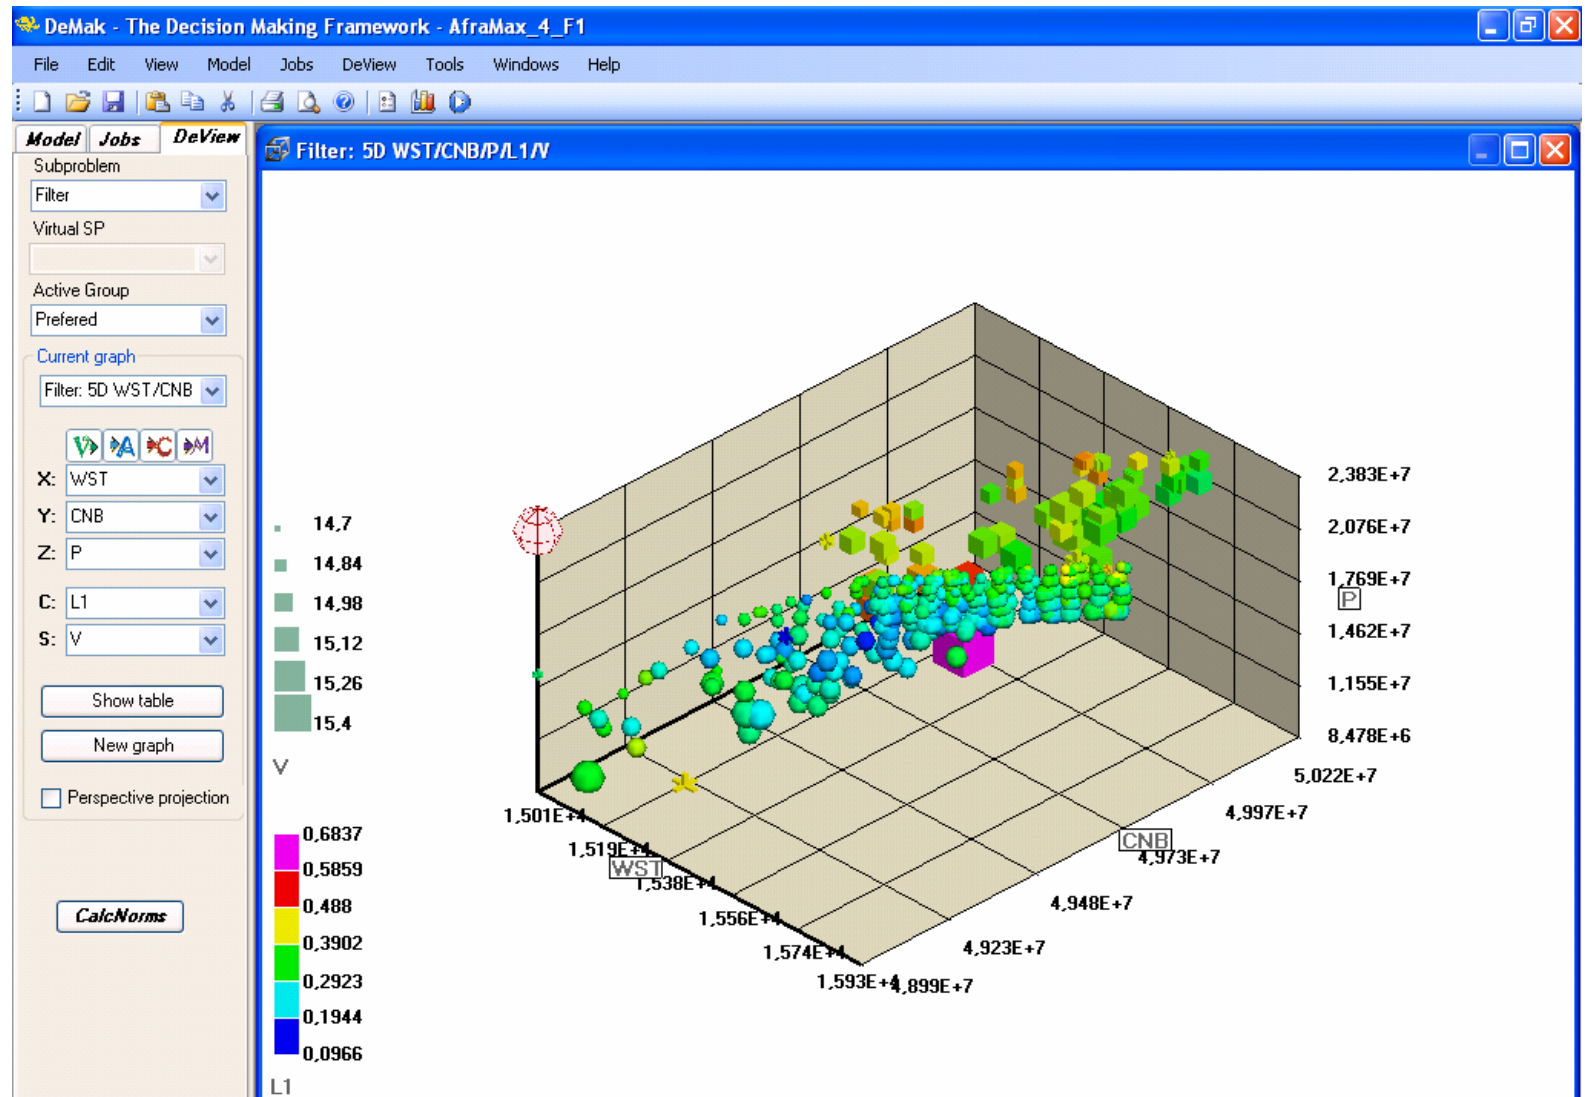 DeMak - The Decision Making Framework - AfraMax_4_F1
File Edit View Model Jobs DeView Tools Windows Help
Model Jobs DeView
Filter: 5D WST/CNB/P/L1/V
Subproblem
Filter
Virtual SP
Active Group
Prefered
Current graph
Filter: 5D WST/CNB
V A C M
X: WST
Y: CNB
Z: P
C: L1
S: V
Show table
New graph
Perspective projection
CalcNorms
14,7
14,84
14,98
15,12
15,26
15,4
V
0,6837
0,5859
0,488
0,3902
0,2923
0,1944
0,0966
L1
2,383E+7
2,076E+7
1,769E+7
P
1,462E+7
1,155E+7
8,478E+6
5,022E+7
4,997E+7
CNB
4,973E+7
4,948E+7
4,923E+7
4,899E+7
1,501E+4
1,519E+4
WST
1,538E+4
1,556E+4
1,574E+4
1,593E+4